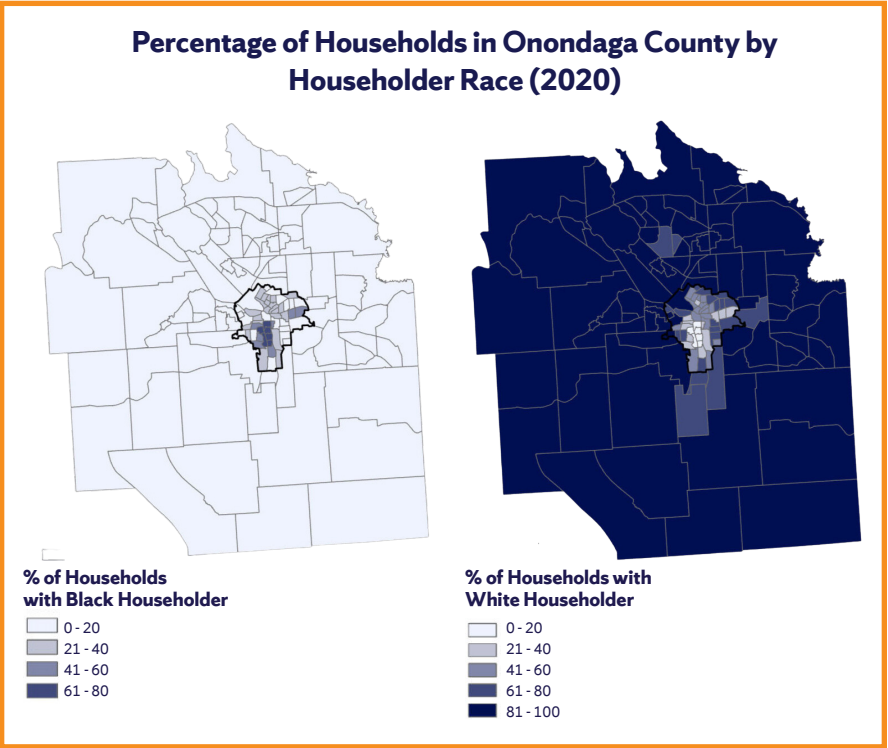 Percentage of Households in Onondaga County by
Householder Race (2020)
% of Households
with Black Householder
0 - 20
21 - 40
41 - 60
61 - 80
% of Households with
White Householder
0 - 20
21 - 40
41 - 60
61 - 80
81 - 100